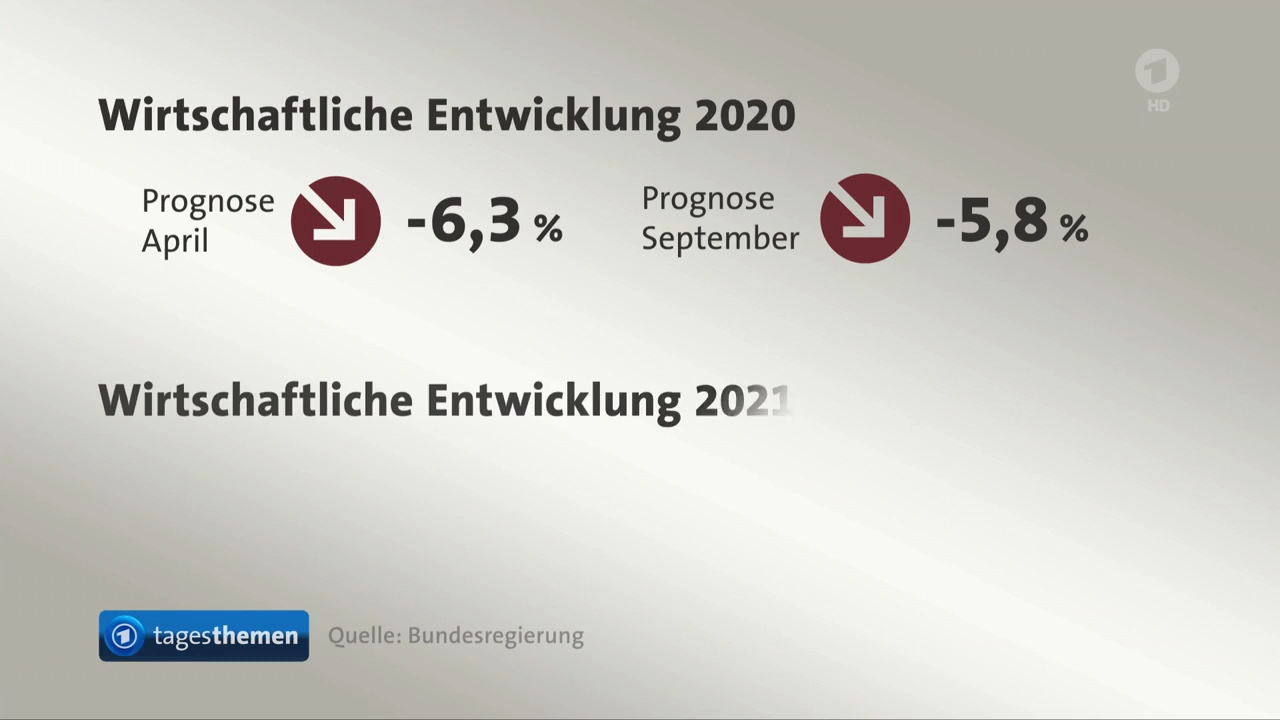 HD
Wirtschaftliche Entwicklung 2020
Prognose
April
-6,3 %
Prognose
September
-5,8 %
Wirtschaftliche Entwicklung 2021
tagesthemen
Quelle: Bundesregierung